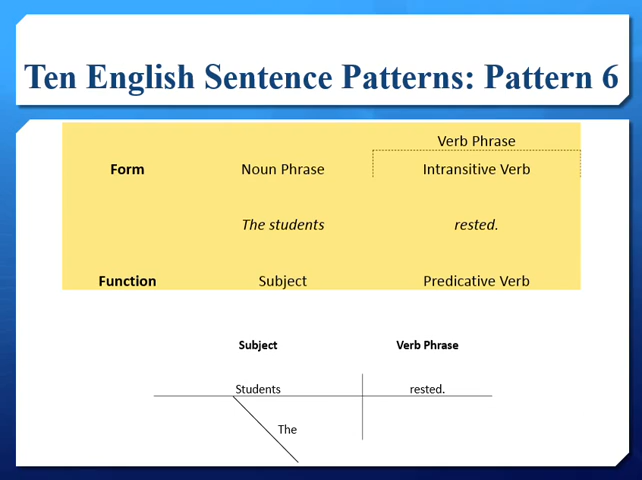 Ten English Sentence Patterns: Pattern 6
Verb Phrase
Form Noun Phrase Intransitive Verb
The students rested.
Function Subject Predicative Verb
Subject Verb Phrase
Students rested.
The